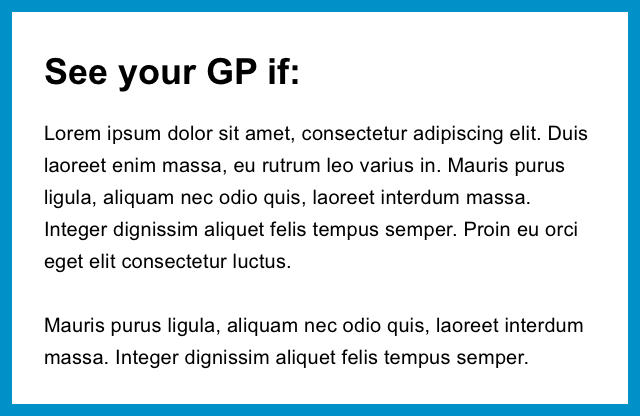 See your GP if:
Lorem ipsum dolor sit amet, consectetur adipiscing elit. Duis
laoreet enim massa, eu rutrum leo varius in. Mauris purus
ligula, aliquam nec odio quis, laoreet interdum massa.
Integer dignissim aliquet felis tempus semper. Proin eu orci
eget elit consectetur luctus.
Mauris purus ligula, aliquam nec odio quis, laoreet interdum
massa. Integer dignissim aliquet felis tempus semper.